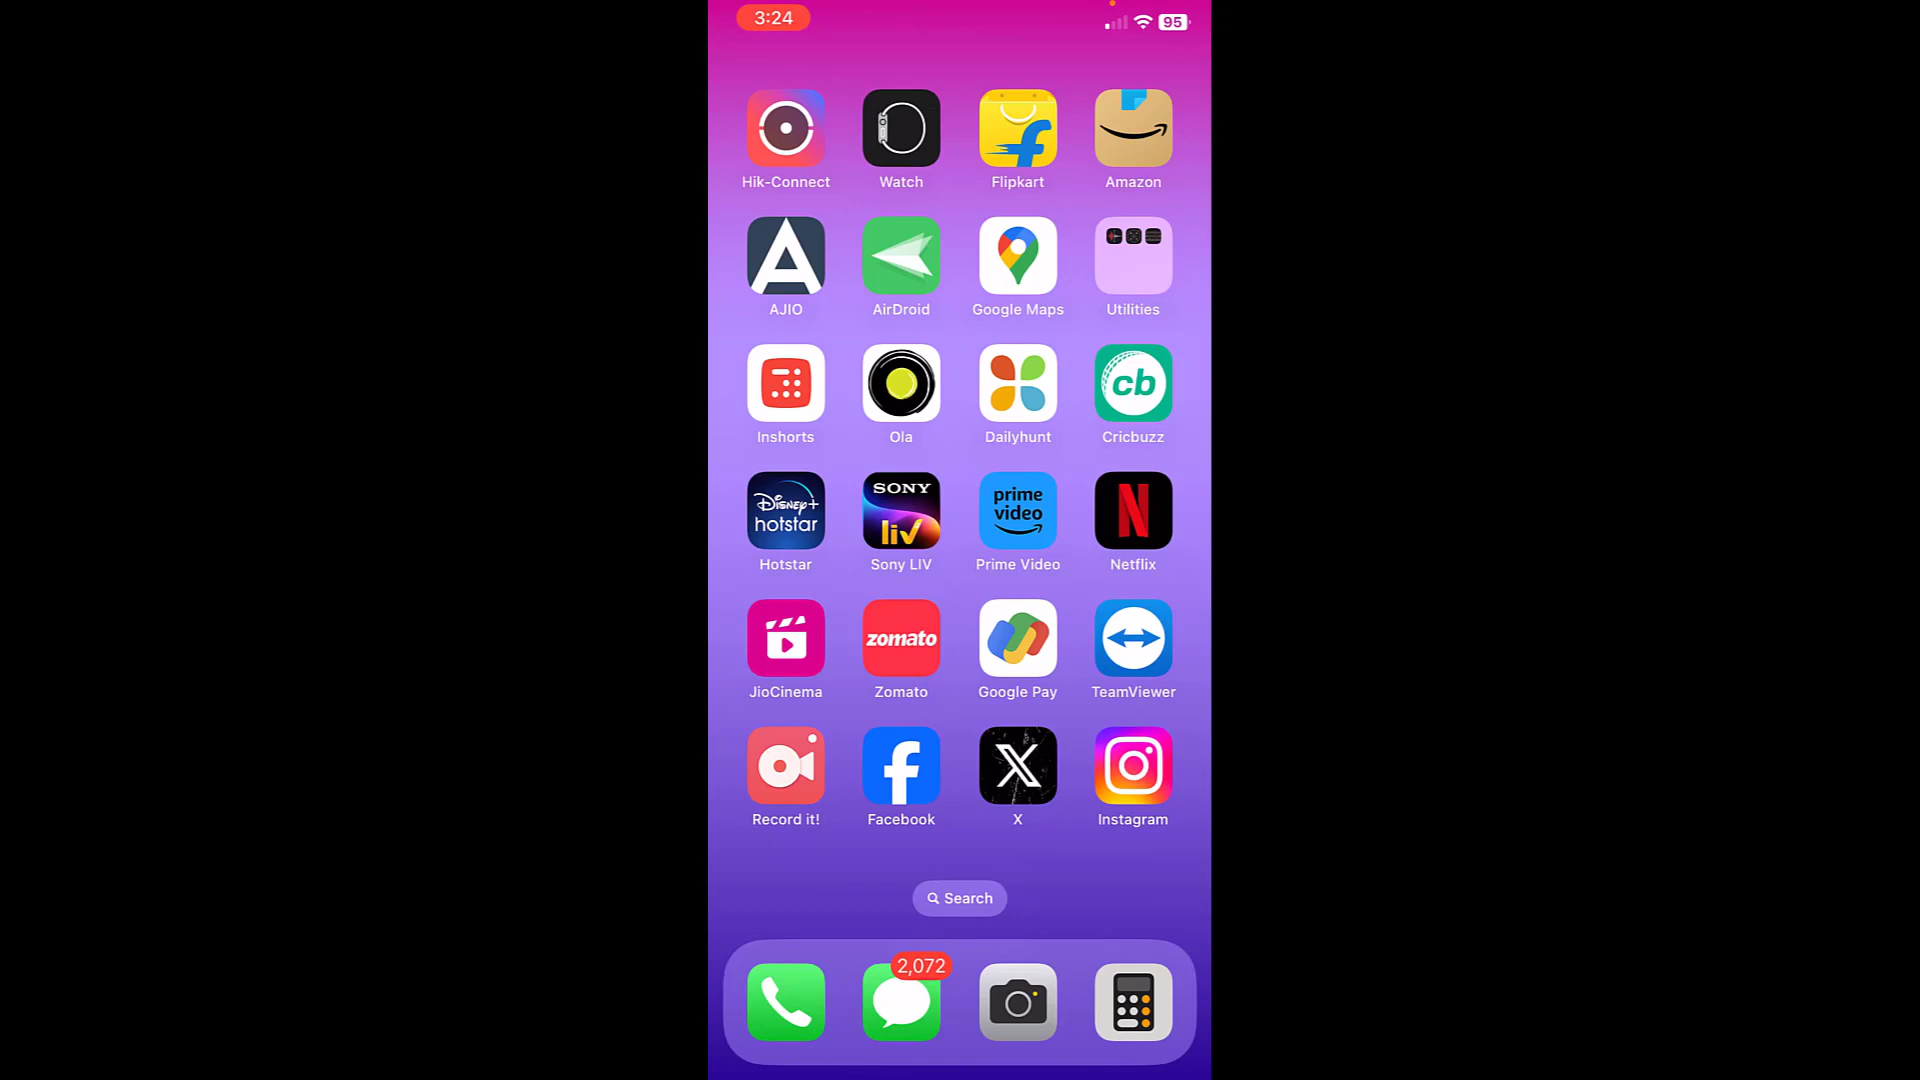 3:24
95
Hik-Connect Watch Flipkart Amazon
AJIO AirDroid Google Maps Utilities
cb
Inshorts Ola Dailyhunt Cricbuzz
Disney+
hotstar
SONY
liv
prime
video
N
Hotstar Sony LIV Prime Video Netflix
zomato
JioCinema Zomato Google Pay TeamViewer
Record it! Facebook X Instagram
Search
2,072